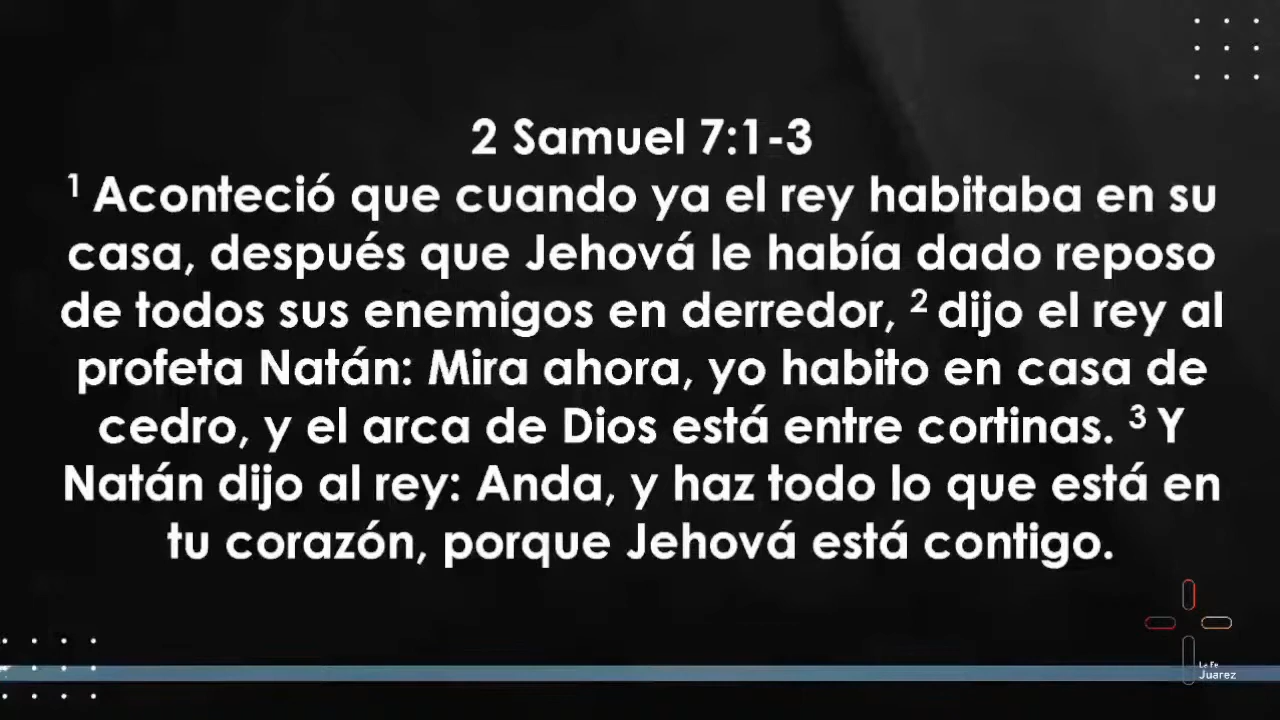 2 Samuel 7:1-3
¹ Aconteció que cuando ya el rey habitaba en su
casa, después que Jehová le había dado reposo
de todos sus enemigos en derredor, ² dijo el rey al
profeta Natán: Mira ahora, yo habito en casa de
cedro, y el arca de Dios está entre cortinas. ³ Y
Natán dijo al rey: Anda, y haz todo lo que está en
tu corazón, porque Jehová está contigo.
La Fe
Juarez